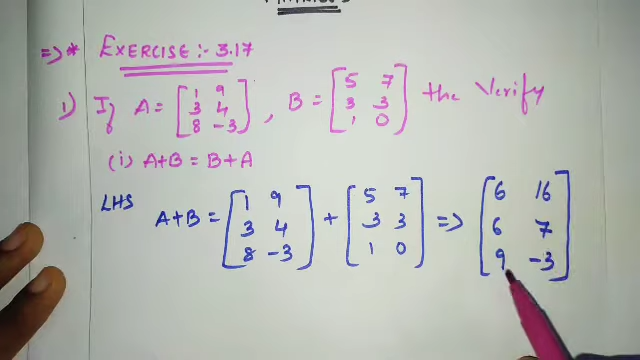 => * EXERCISE :- 3.17
1) If A = [1 9 3 4 8 -3], B = [5 7 3 3 1 0] the Verify
(i) A+B = B+A
LHS A+B = [1 9 3 4 8 -3] + [5 7 3 3 1 0] => [6 16 6 7 9 -3]